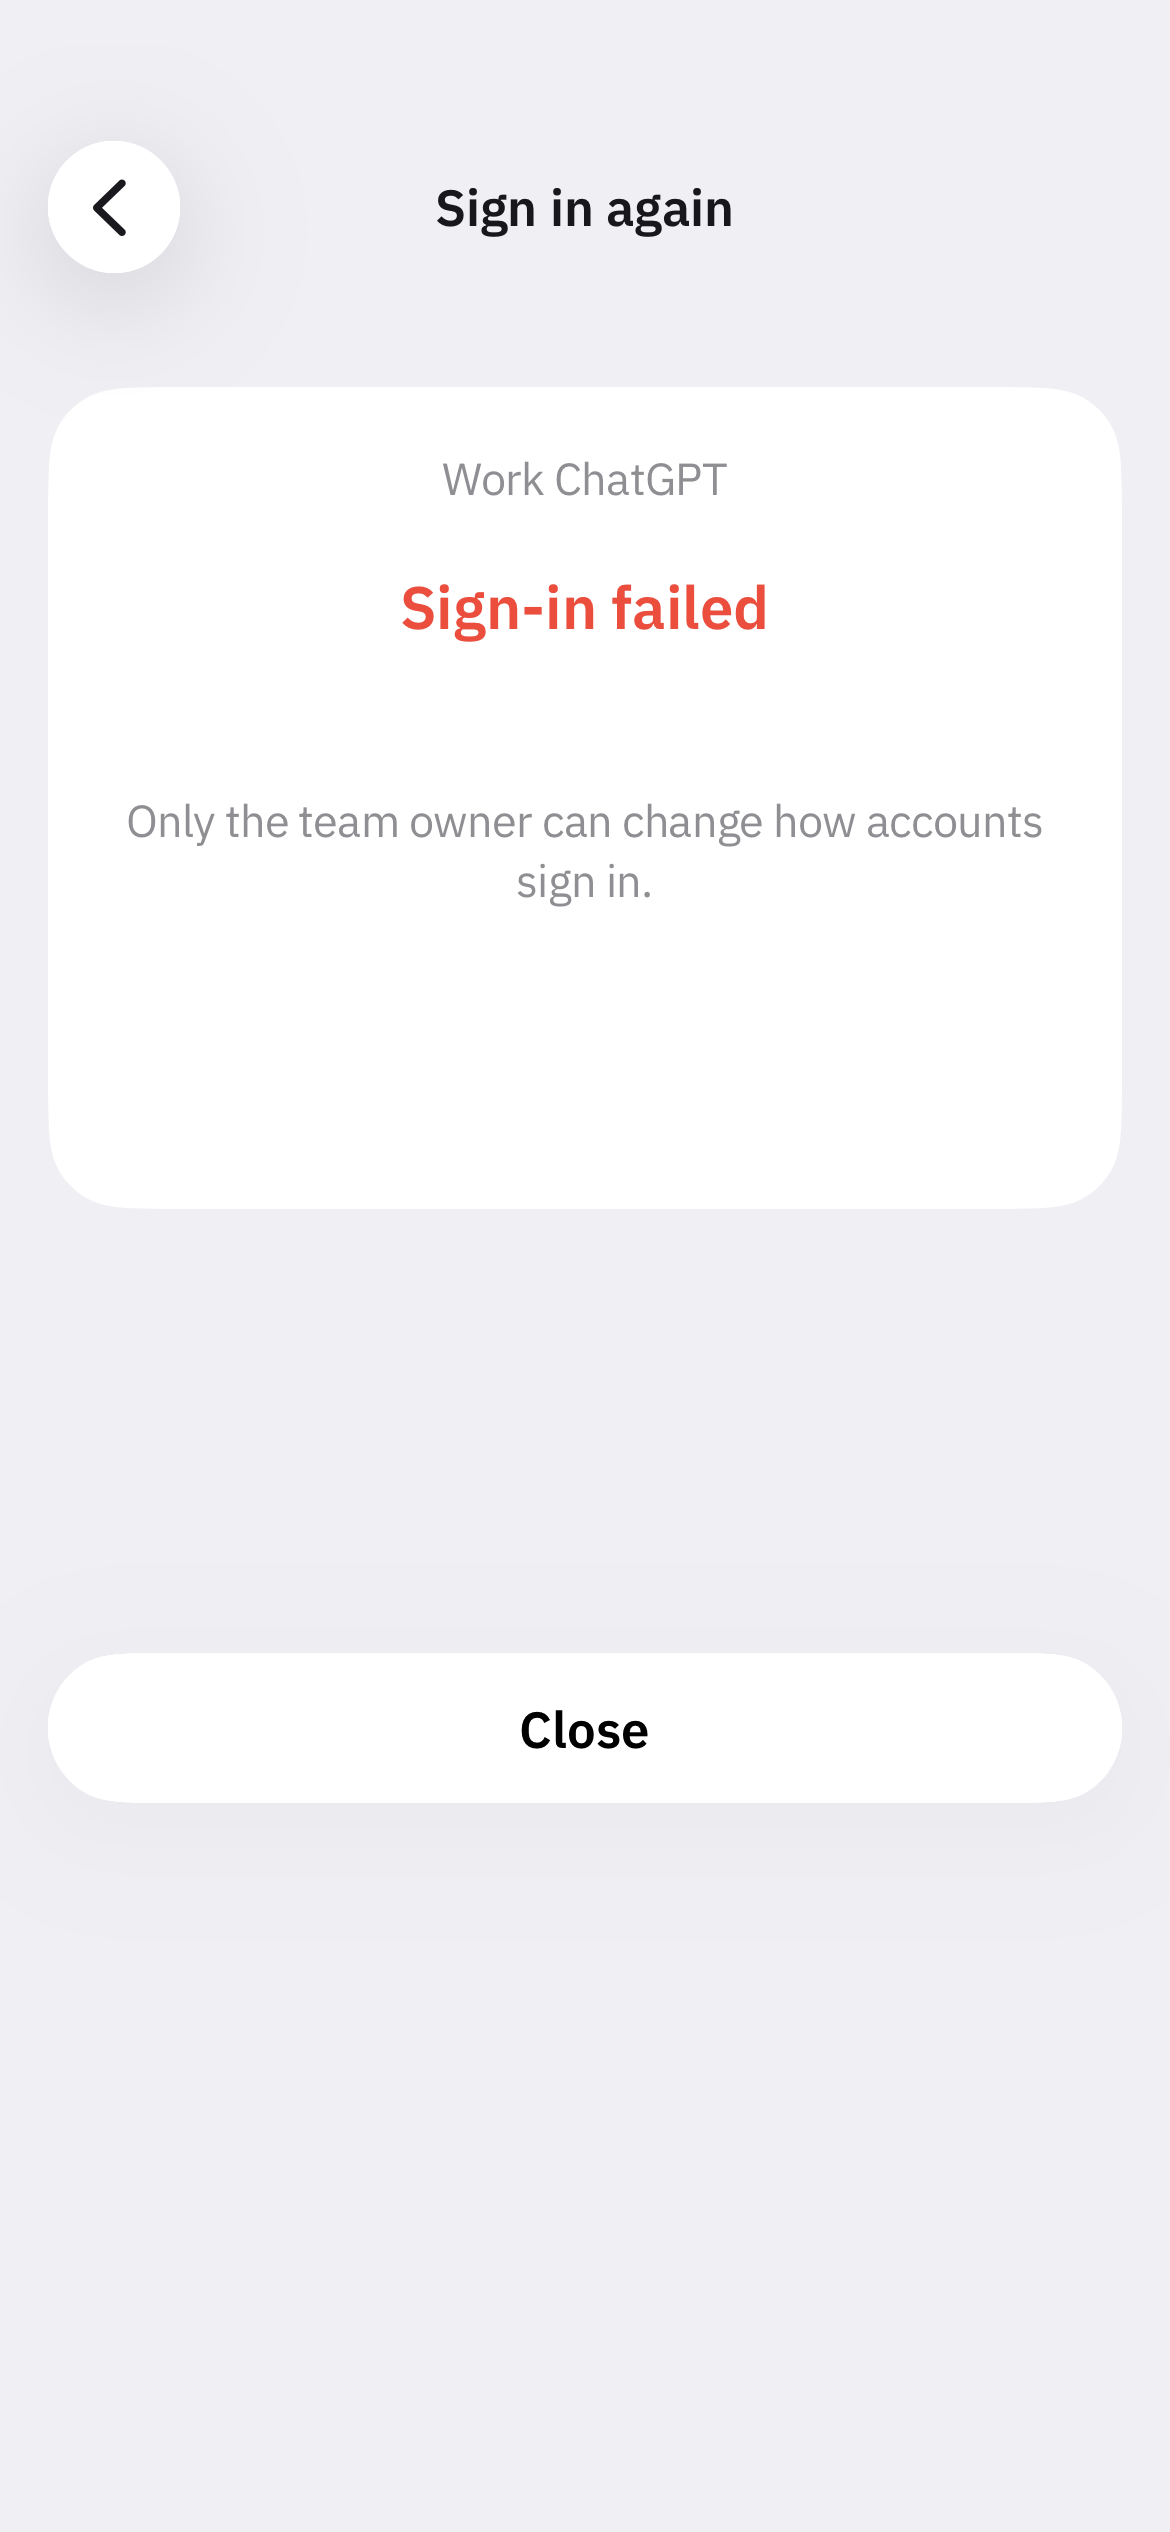 Sign in again
Work ChatGPT
Sign-in failed
Only the team owner can change how accounts
sign in.
Close